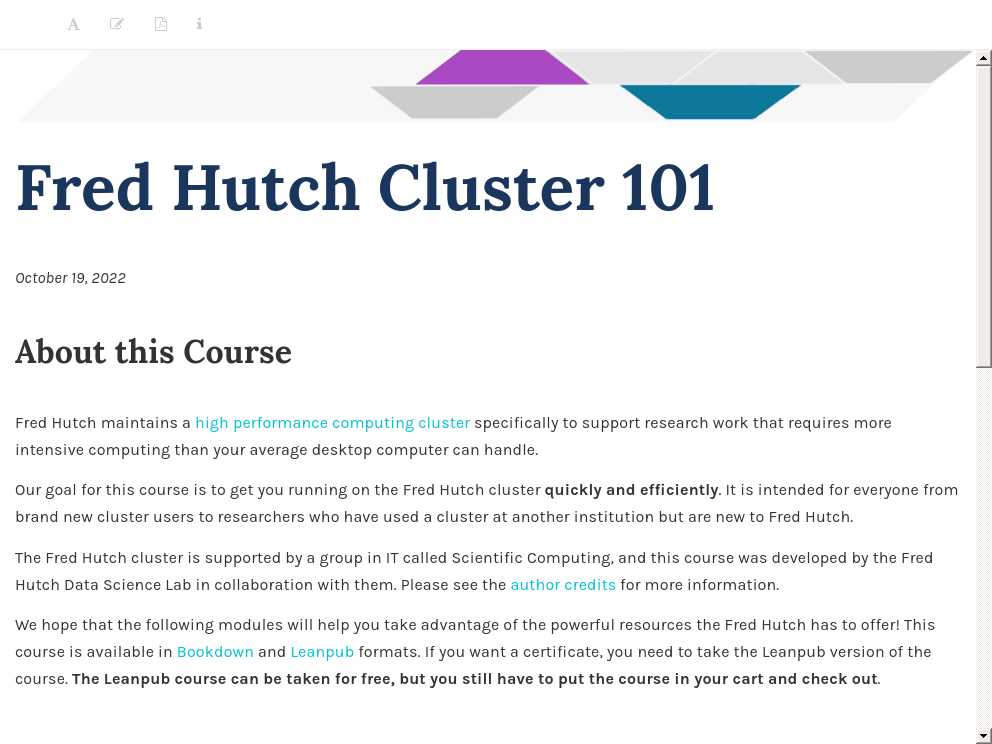 Fred Hutch Cluster 101
October 19, 2022
About this Course
Fred Hutch maintains a high performance computing cluster specifically to support research work that requires more
intensive computing than your average desktop computer can handle.
Our goal for this course is to get you running on the Fred Hutch cluster quickly and efficiently. It is intended for everyone from
brand new cluster users to researchers who have used a cluster at another institution but are new to Fred Hutch.
The Fred Hutch cluster is supported by a group in IT called Scientific Computing, and this course was developed by the Fred
Hutch Data Science Lab in collaboration with them. Please see the author credits for more information.
We hope that the following modules will help you take advantage of the powerful resources the Fred Hutch has to offer! This
course is available in Bookdown and Leanpub formats. If you want a certificate, you need to take the Leanpub version of the
course. The Leanpub course can be taken for free, but you still have to put the course in your cart and check out.